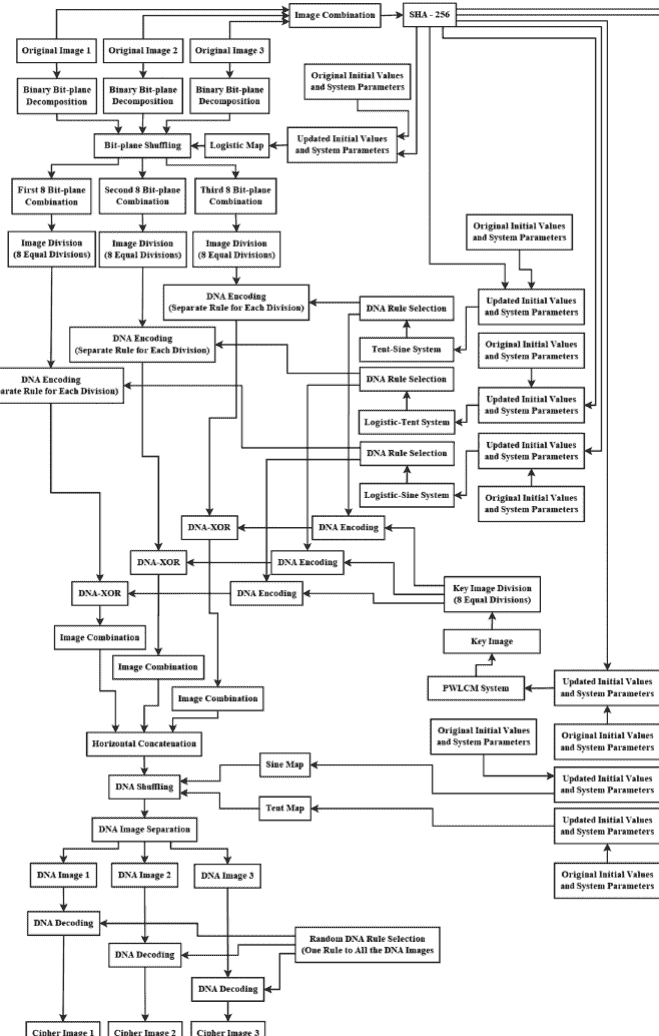 Image Combination
SHA - 256
Original Image 1
Original Image 2
Original Image 3
Binary Bit-plane
Decomposition
Binary Bit-plane
Decomposition
Binary Bit-plane
Decomposition
Original Initial Values
and System Parameters
Bit-plane Shuffling
Logistic Map
Updated Initial Values
and System Parameters
First 8 Bit-plane
Combination
Second 8 Bit-plane
Combination
Third 8 Bit-plane
Combination
Image Division
(8 Equal Divisions)
Image Division
(8 Equal Divisions)
Image Division
(8 Equal Divisions)
Original Initial Values
and System Parameters
DNA Encoding
(Separate Rule for Each Division)
DNA Rule Selection
Updated Initial Values
and System Parameters
DNA Encoding
(Separate Rule for Each Division)
Tent-Sine System
Original Initial Values
and System Parameters
DNA Encoding
parate Rule for Each Division)
DNA Rule Selection
Updated Initial Values
and System Parameters
Logistic-Tent System
DNA Rule Selection
Updated Initial Values
and System Parameters
Logistic-Sine System
Original Initial Values
and System Parameters
DNA-XOR
DNA Encoding
DNA-XOR
DNA Encoding
DNA-XOR
DNA Encoding
Key Image Division
(8 Equal Divisions)
Image Combination
Key Image
Image Combination
PWLCM System
Updated Initial Values
and System Parameters
Image Combination
Horizontal Concatenation
Original Initial Values
and System Parameters
Original Initial Values
and System Parameters
Sine Map
DNA Shuffling
Updated Initial Values
and System Parameters
Tent Map
DNA Image Separation
Updated Initial Values
and System Parameters
DNA Image 1
DNA Image 2
DNA Image 3
Original Initial Values
and System Parameters
DNA Decoding
Random DNA Rule Selection
(One Rule to All the DNA Images
DNA Decoding
DNA Decoding
Cipher Image 1
Cipher Image 2
Cipher Image 3